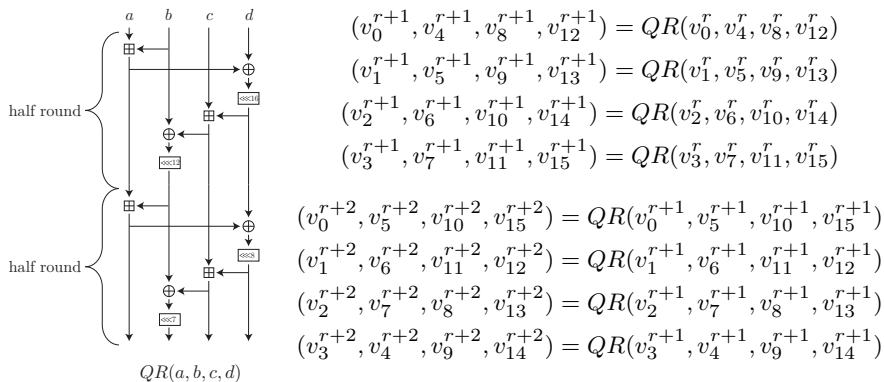 a b c d
half round
<<<16
<<<12
half round
<<<8
<<<7
QR(a, b, c, d)
(v_0^{r+1}, v_4^{r+1}, v_8^{r+1}, v_{12}^{r+1}) = QR(v_0^r, v_4^r, v_8^r, v_{12}^r)
(v_1^{r+1}, v_5^{r+1}, v_9^{r+1}, v_{13}^{r+1}) = QR(v_1^r, v_5^r, v_9^r, v_{13}^r)
(v_2^{r+1}, v_6^{r+1}, v_{10}^{r+1}, v_{14}^{r+1}) = QR(v_2^r, v_6^r, v_{10}^r, v_{14}^r)
(v_3^{r+1}, v_7^{r+1}, v_{11}^{r+1}, v_{15}^{r+1}) = QR(v_3^r, v_7^r, v_{11}^r, v_{15}^r)
(v_0^{r+2}, v_5^{r+2}, v_{10}^{r+2}, v_{15}^{r+2}) = QR(v_0^{r+1}, v_5^{r+1}, v_{10}^{r+1}, v_{15}^{r+1})
(v_1^{r+2}, v_6^{r+2}, v_{11}^{r+2}, v_{12}^{r+2}) = QR(v_1^{r+1}, v_6^{r+1}, v_{11}^{r+1}, v_{12}^{r+1})
(v_2^{r+2}, v_7^{r+2}, v_8^{r+2}, v_{13}^{r+2}) = QR(v_2^{r+1}, v_7^{r+1}, v_8^{r+1}, v_{13}^{r+1})
(v_3^{r+2}, v_4^{r+2}, v_9^{r+2}, v_{14}^{r+2}) = QR(v_3^{r+1}, v_4^{r+1}, v_9^{r+1}, v_{14}^{r+1})